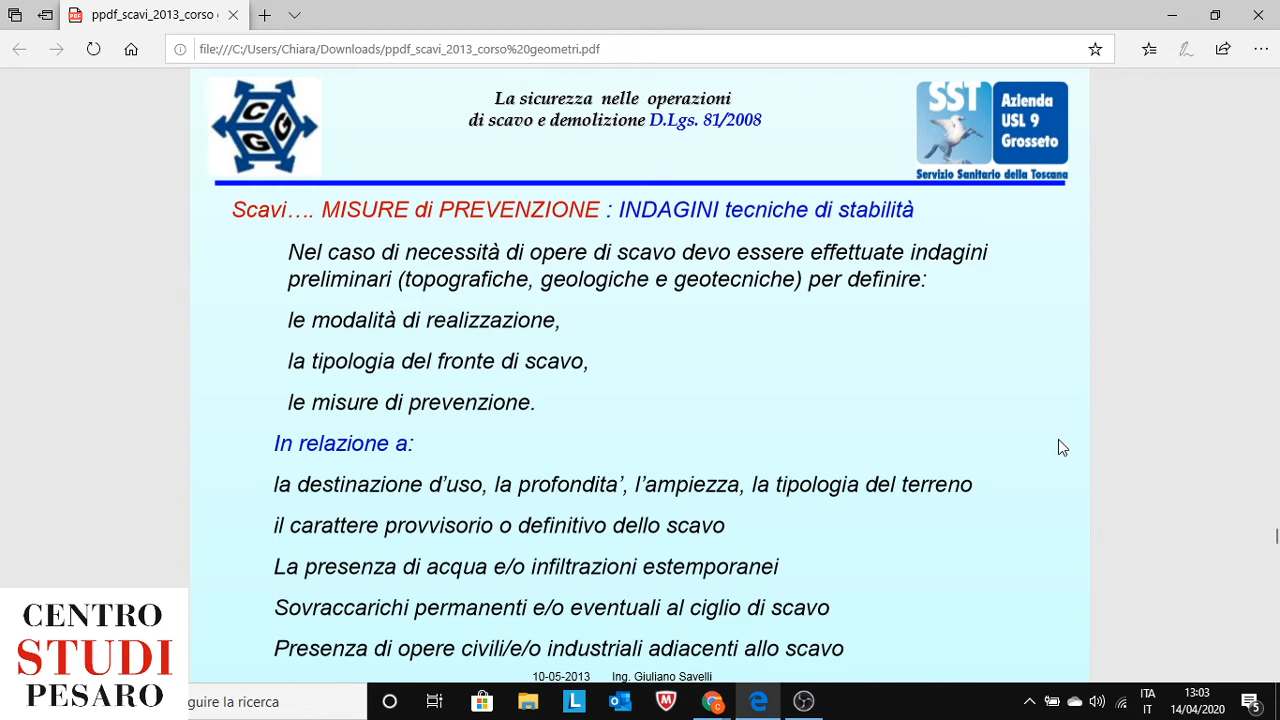 ppdf_scavi_2013_corso g
file:///C:/Users/Chiara/Downloads/ppdf_scavi_2013_corso%20geometri.pdf
La sicurezza nelle operazioni
di scavo e demolizione D.Lgs. 81/2008
C G G
SST
Azienda
USL 9
Grosseto
Servizio Sanitario della Toscana
Scavi…. MISURE di PREVENZIONE : INDAGINI tecniche di stabilità
Nel caso di necessità di opere di scavo devo essere effettuate indagini
preliminari (topografiche, geologiche e geotecniche) per definire:
le modalità di realizzazione,
la tipologia del fronte di scavo,
le misure di prevenzione.
In relazione a:
la destinazione d’uso, la profondita’, l’ampiezza, la tipologia del terreno
il carattere provvisorio o definitivo dello scavo
La presenza di acqua e/o infiltrazioni estemporanei
Sovraccarichi permanenti e/o eventuali al ciglio di scavo
Presenza di opere civili/e/o industriali adiacenti allo scavo
10-05-2013 Ing. Giuliano Savelli
CENTRO
STUDI
PESARO
guire la ricerca
ITA
IT
13:03
14/04/2020
5